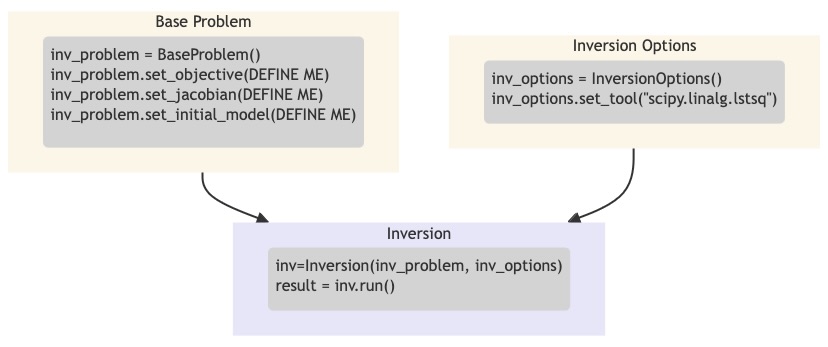 Base Problem
inv_problem = BaseProblem()
inv_problem.set_objective(DEFINE ME)
inv_problem.set_jacobian(DEFINE ME)
inv_problem.set_initial_model(DEFINE ME)
Inversion Options
inv_options = InversionOptions()
inv_options.set_tool("scipy.linalg.lstsq")
Inversion
inv=Inversion(inv_problem, inv_options)
result = inv.run()